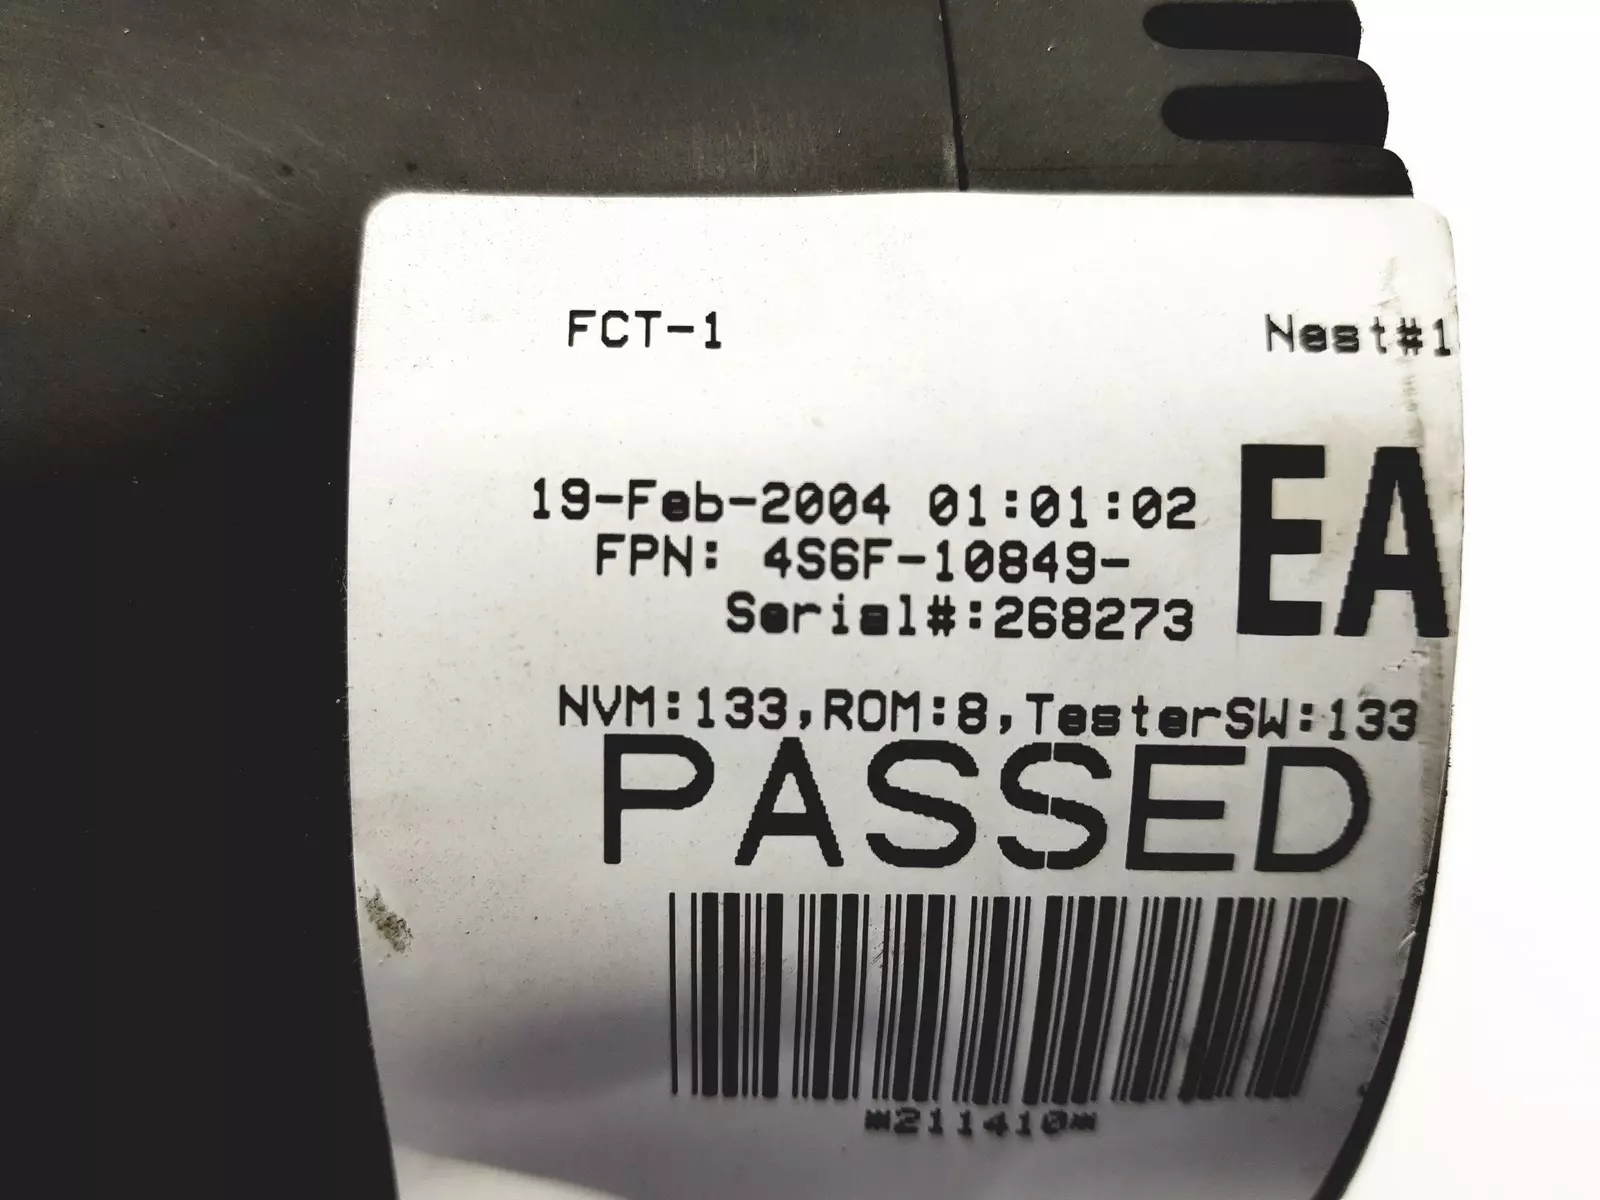 FCT-1 Nest#1
19-Feb-2004 01:01:02 EA
FPN: 4S6F-10849-
Serial#:268273
NVM:133,ROM:8,TesterSW:133
PASSED
*211410*